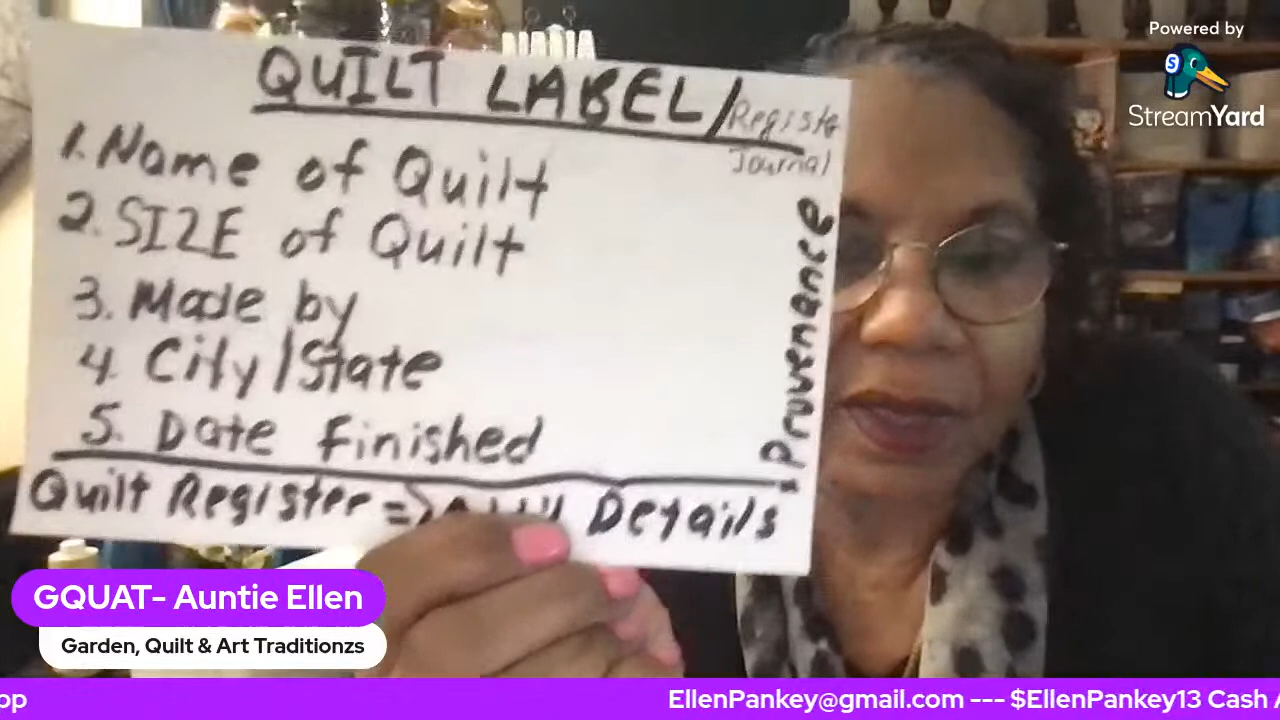 Powered by
StreamYard
QUILT LABEL/Registe
Journal
1. Name of Quilt
2. SIZE of Quilt
3. Made by
4. City/State
5. Date Finished
Provenance
Quilt Register => Details
GQUAT- Auntie Ellen
Garden, Quilt & Art Traditionzs
op
EllenPankey@gmail.com --- $EllenPankey13 Cash A